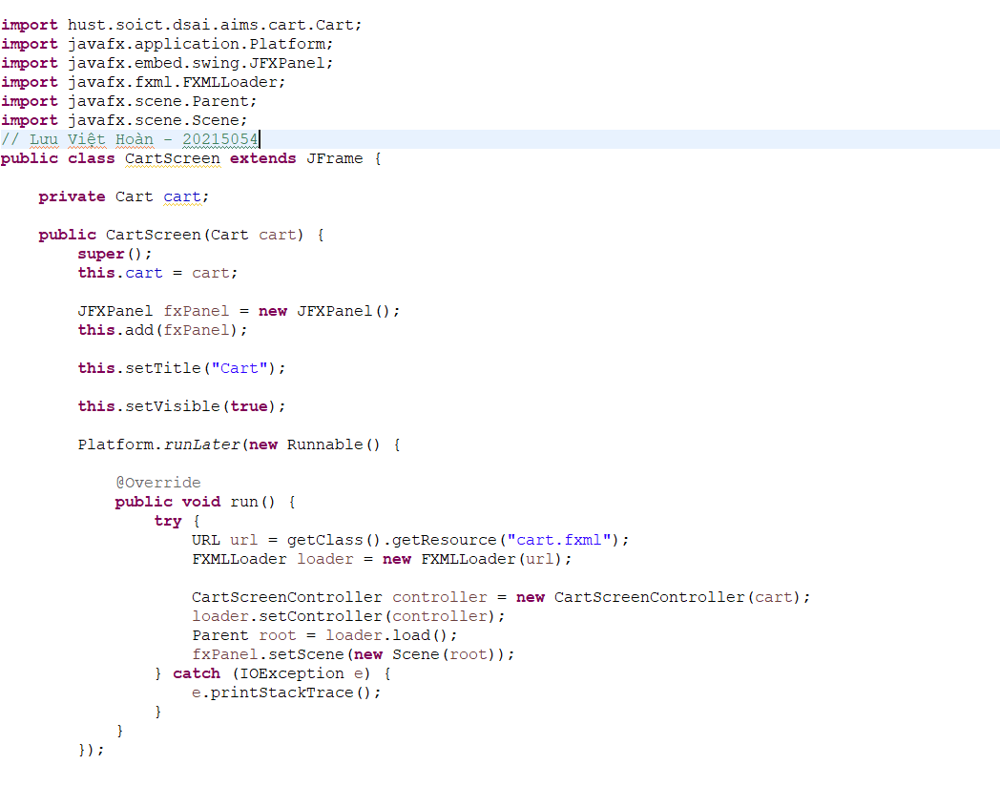 import hust.soict.dsai.aims.cart.Cart;
import javafx.application.Platform;
import javafx.embed.swing.JFXPanel;
import javafx.fxml.FXMLLoader;
import javafx.scene.Parent;
import javafx.scene.Scene;
// Lưu Việt Hoàn - 20215054
public class CartScreen extends JFrame {

    private Cart cart;

    public CartScreen(Cart cart) {
        super();
        this.cart = cart;

        JFXPanel fxPanel = new JFXPanel();
        this.add(fxPanel);

        this.setTitle("Cart");

        this.setVisible(true);

        Platform.runLater(new Runnable() {

            @Override
            public void run() {
                try {
                    URL url = getClass().getResource("cart.fxml");
                    FXMLLoader loader = new FXMLLoader(url);

                    CartScreenController controller = new CartScreenController(cart);
                    loader.setController(controller);
                    Parent root = loader.load();
                    fxPanel.setScene(new Scene(root));
                } catch (IOException e) {
                    e.printStackTrace();
                }
            }
        });